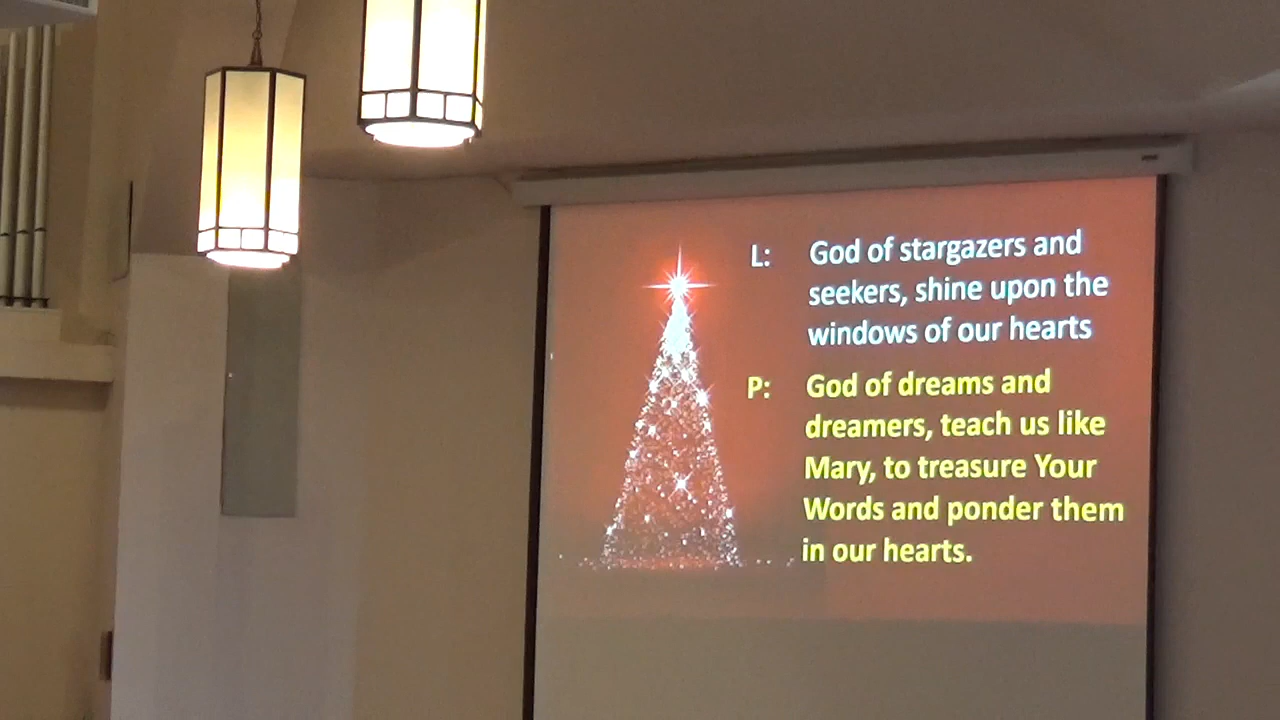 L: God of stargazers and
seekers, shine upon the
windows of our hearts
P: God of dreams and
dreamers, teach us like
Mary, to treasure Your
Words and ponder them
in our hearts.